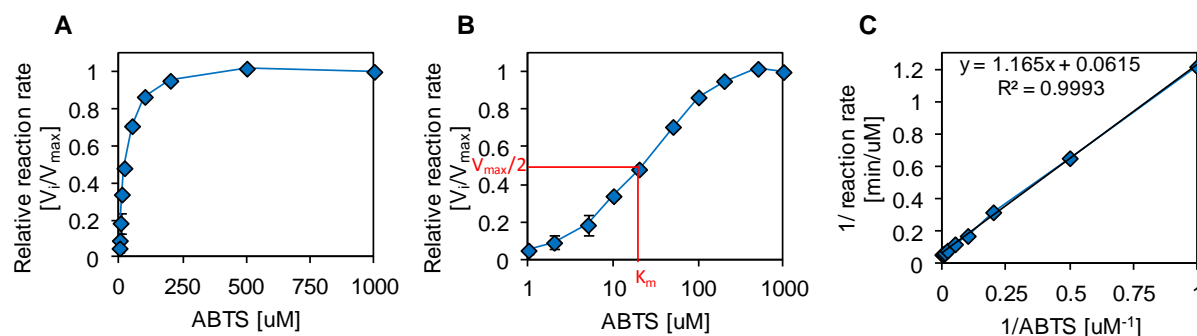 A
Relative reaction rate
[Vi/Vmax]
1
0.8
0.6
0.4
0.2
0
0 250 500 750 1000
ABTS [uM]
B
Relative reaction rate
[Vi/Vmax]
1
0.8
0.6
0.4
0.2
0
Vmax/2
Km
1 10 100 1000
ABTS [uM]
C
1/ reaction rate
[min/uM]
y = 1.165x + 0.0615
R² = 0.9993
1.2
1
0.8
0.6
0.4
0.2
0
0 0.25 0.5 0.75 1
1/ABTS [uM⁻¹]